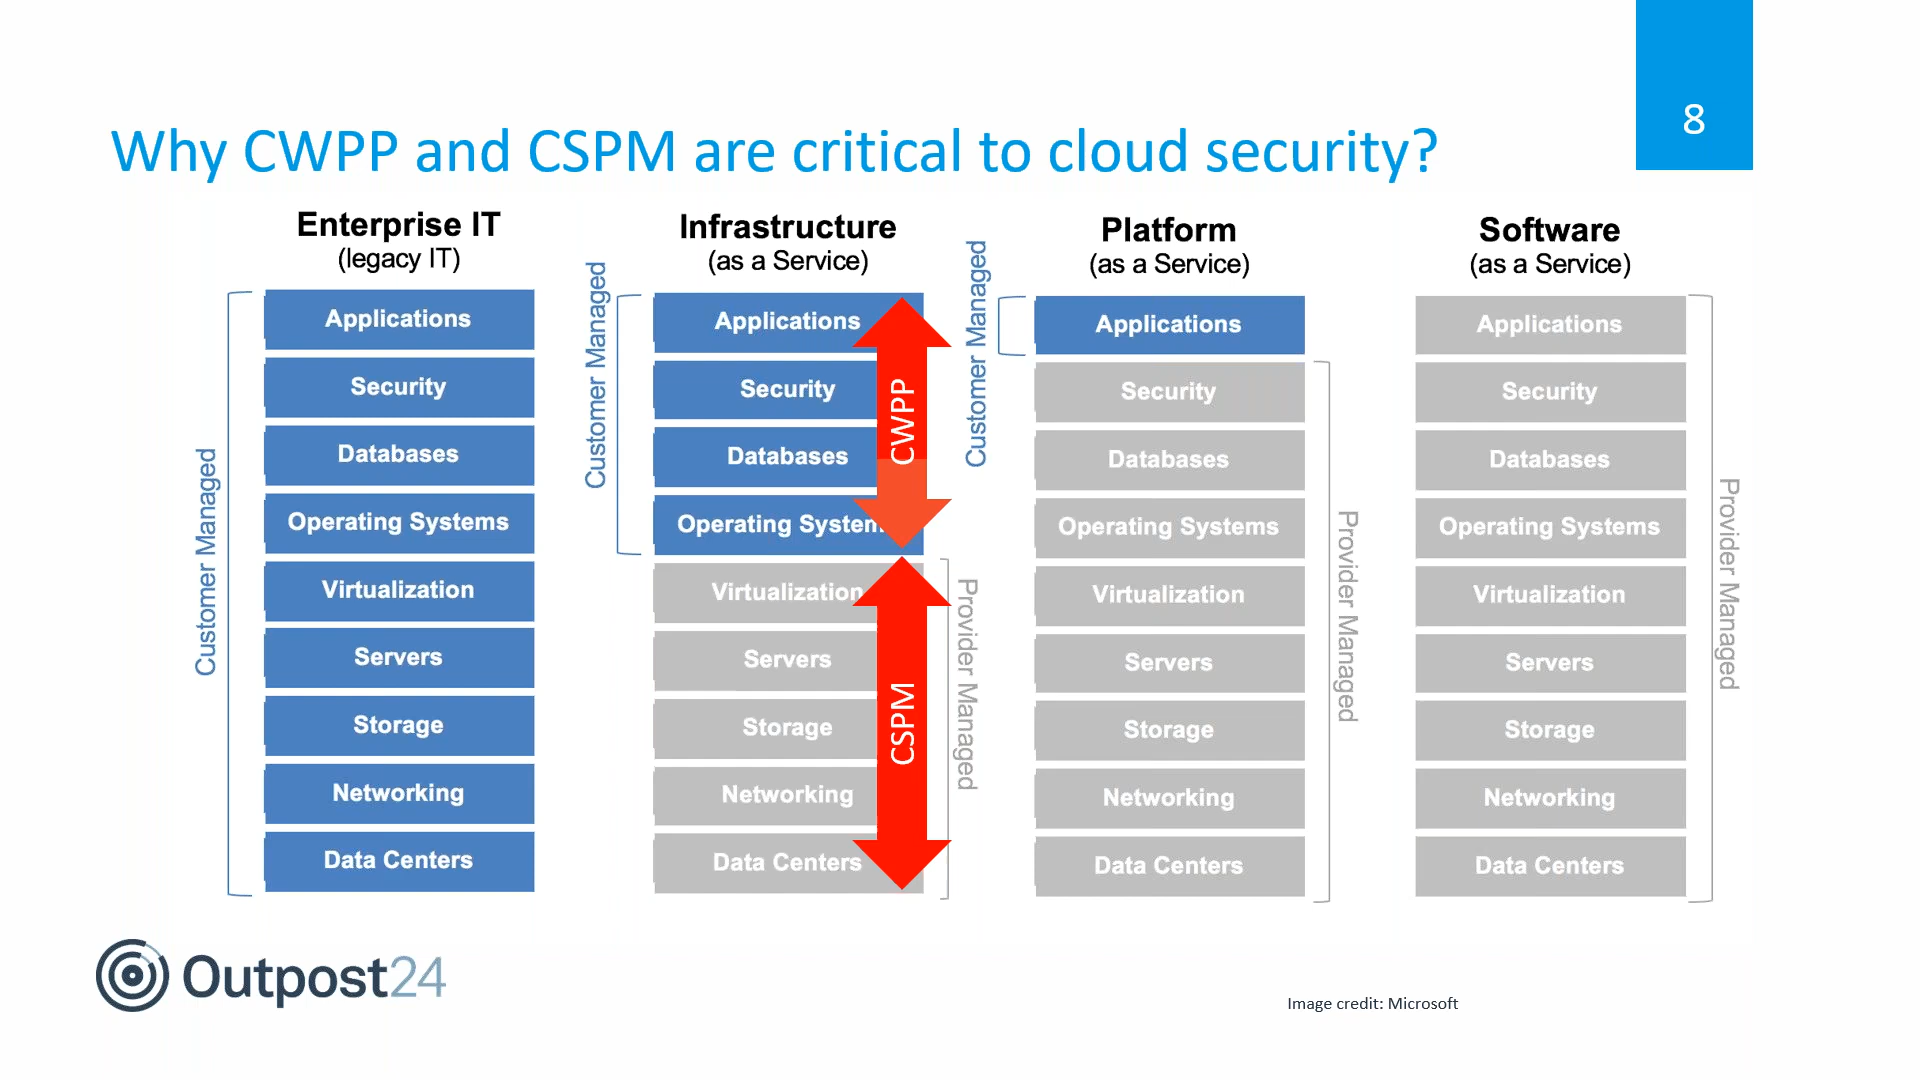 8
Why CWPP and CSPM are critical to cloud security?
Enterprise IT
(legacy IT)
Customer Managed
Applications
Security
Databases
Operating Systems
Virtualization
Servers
Storage
Networking
Data Centers
Infrastructure
(as a Service)
Customer Managed
Applications
Security
Databases
Operating System
Virtualization
Servers
Storage
Networking
Data Centers
CWPP
CSPM
Provider Managed
Platform
(as a Service)
Customer Managed
Applications
Security
Databases
Operating Systems
Virtualization
Servers
Storage
Networking
Data Centers
Provider Managed
Software
(as a Service)
Applications
Security
Databases
Operating Systems
Virtualization
Servers
Storage
Networking
Data Centers
Provider Managed
Outpost24
Image credit: Microsoft